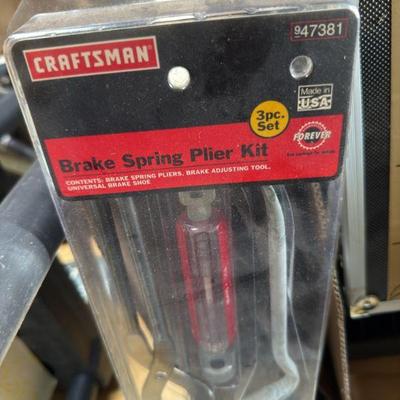 CRAFTSMAN
947381
Made in
U.S.A.
3pc.
Set
FOREVER
Brake Spring Plier Kit
CONTENTS: BRAKE SPRING PLIERS, BRAKE ADJUSTING TOOL,
UNIVERSAL BRAKE SHOE